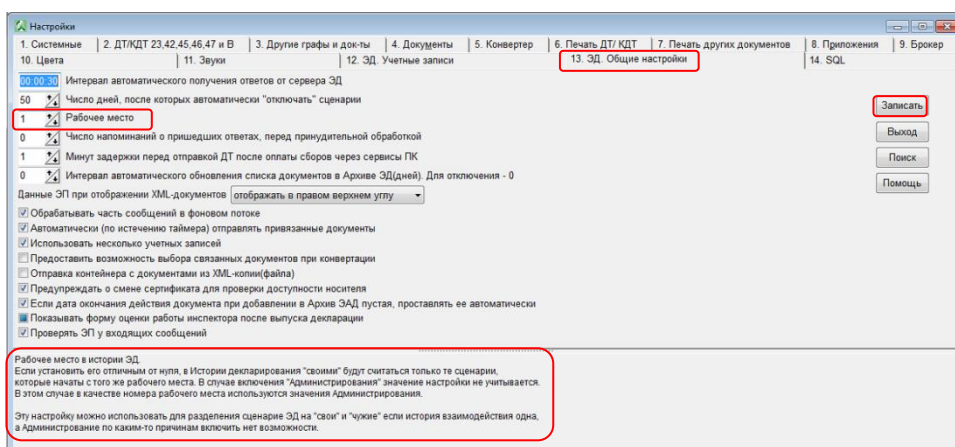 Настройки
1. Системные 2. ДТ/КДТ 23,42,45,46,47 и В 3. Другие графы и док-ты 4. Документы 5. Конвертер 6. Печать ДТ/ КДТ 7. Печать других документов 8. Приложения 9. Брокер
10. Цвета 11. Звуки 12. ЭД. Учетные записи 13. ЭД. Общие настройки 14. SQL
00:00:30 Интервал автоматического получения ответов от сервера ЭД
50 Число дней, после которых автоматически "отключать" сценарии
Записать
1 Рабочее место
0 Число напоминаний о пришедших ответах, перед принудительной обработкой
Выход
1 Минут задержки перед отправкой ДТ после оплаты сборов через сервисы ПК
Поиск
0 Интервал автоматического обновления списка документов в Архиве ЭД(дней). Для отключения - 0
Помощь
Данные ЭП при отображении XML-документов отображать в правом верхнем углу
Обрабатывать часть сообщений в фоновом потоке
Автоматически (по истечению таймера) отправлять привязанные документы
Использовать несколько учетных записей
Предоставить возможность выбора связанных документов при конвертации
Отправка контейнера с документами из XML-копии(файла)
Предупреждать о смене сертификата для проверки доступности носителя
Если дата окончания действия документа при добавлении в Архив ЭАД пустая, проставлять ее автоматически
Показывать форму оценки работы инспектора после выпуска декларации
Проверять ЭП у входящих сообщений
Рабочее место в истории ЭД.
Если установить его отличным от нуля, в Истории декларирования "своими" будут считаться только те сценарии,
которые начаты с того же рабочего места. В случае включения "Администрирования" значение настройки не учитывается.
В этом случае в качестве номера рабочего места используются значения Администрирования.
Эту настройку можно использовать для разделения сценарие ЭД на "свои" и "чужие" если история взаимодействия одна,
а Администрование по каким-то причинам включить нет возможности.